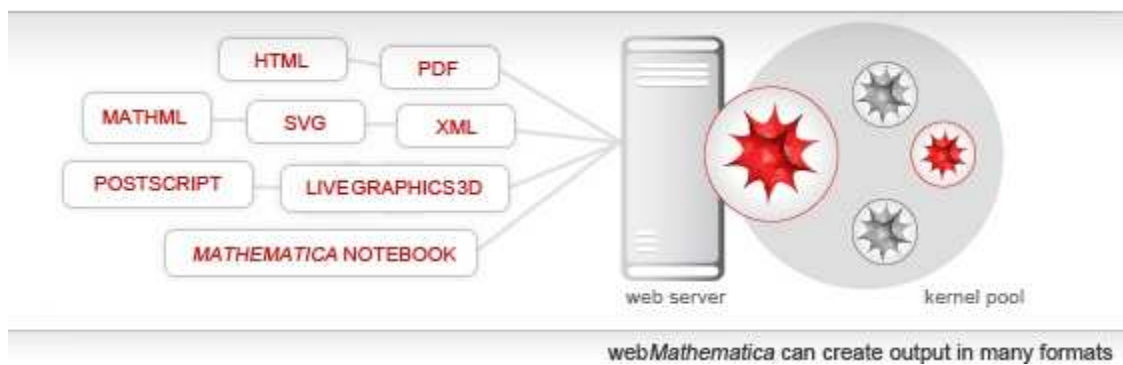 HTML
PDF
MATHML
SVG
XML
POSTSCRIPT
LIVEGRAPHICS3D
MATHEMATICA NOTEBOOK
web server
kernel pool
webMathematica can create output in many formats